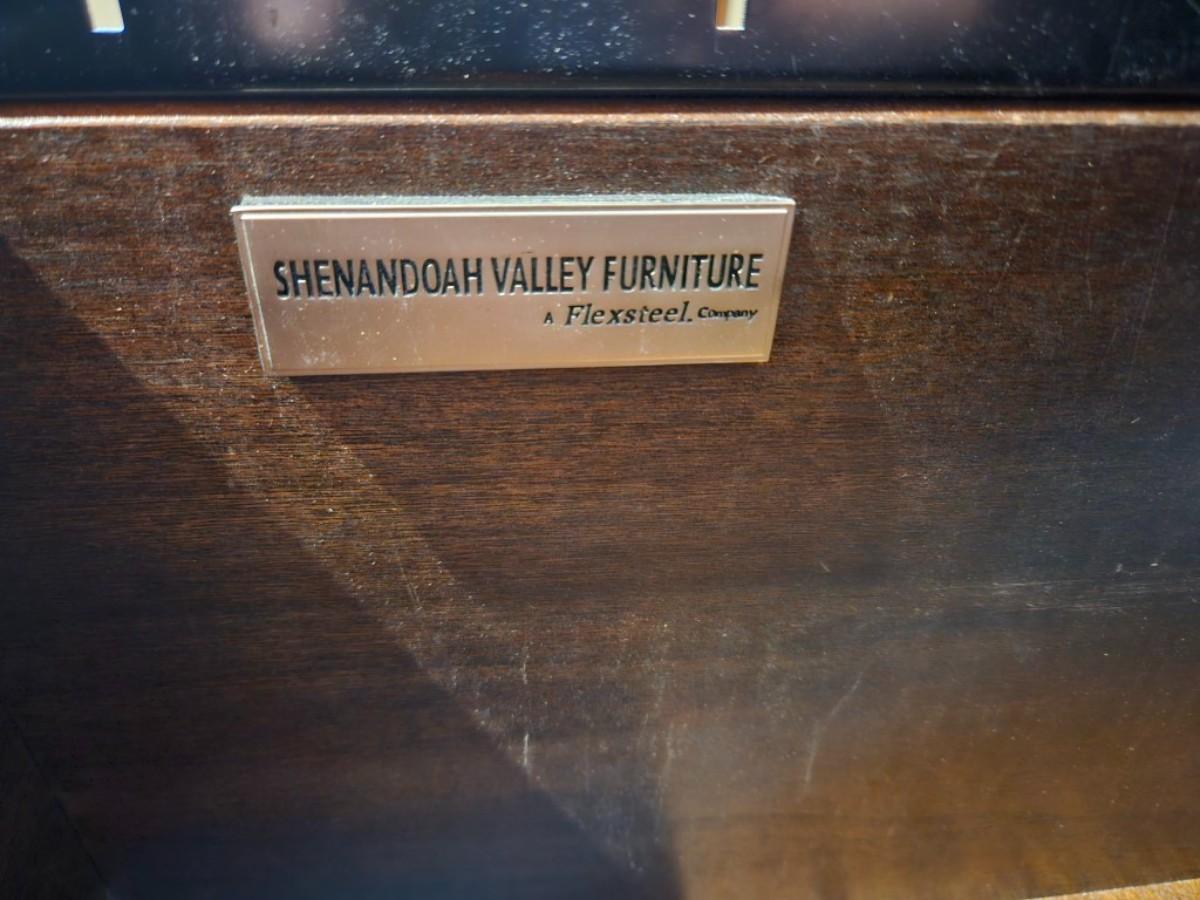 SHENANDOAH VALLEY FURNITURE
A Flexsteel. Company